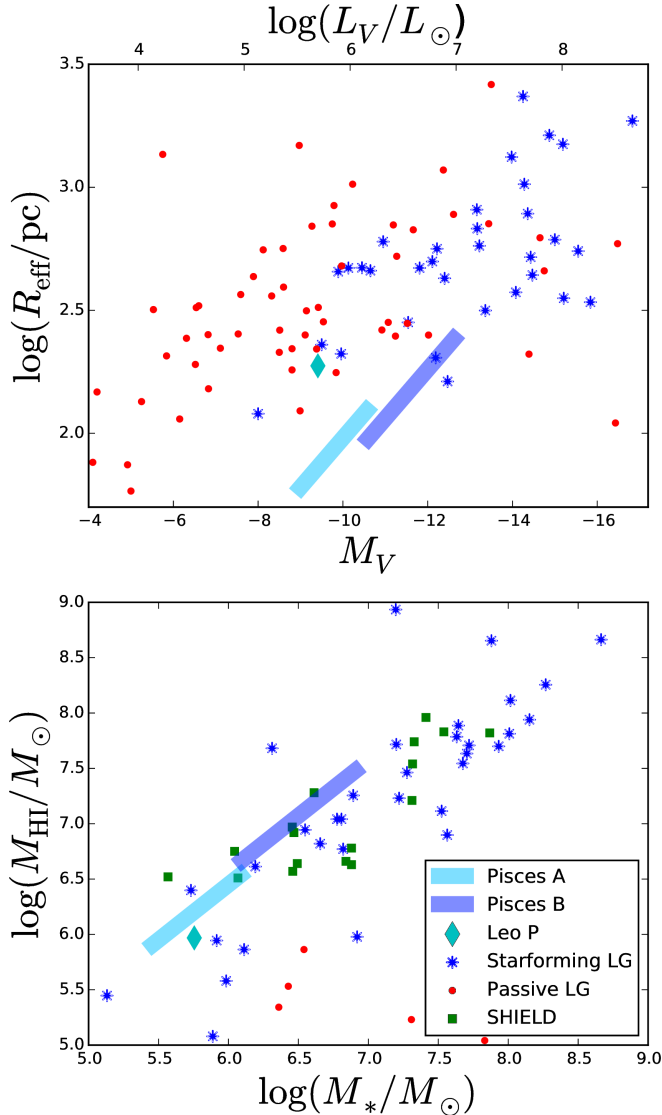 log(L_V/L_⊙)
4 5 6 7 8
3.5
3.0
2.5
2.0
log(R_eff/pc)
−4 −6 −8 −10 −12 −14 −16
M_V
9.0
8.5
8.0
7.5
7.0
6.5
6.0
5.5
5.0
log(M_HI/M_⊙)
Pisces A
Pisces B
Leo P
Starforming LG
Passive LG
SHIELD
5.0 5.5 6.0 6.5 7.0 7.5 8.0 8.5 9.0
log(M_*/M_⊙)